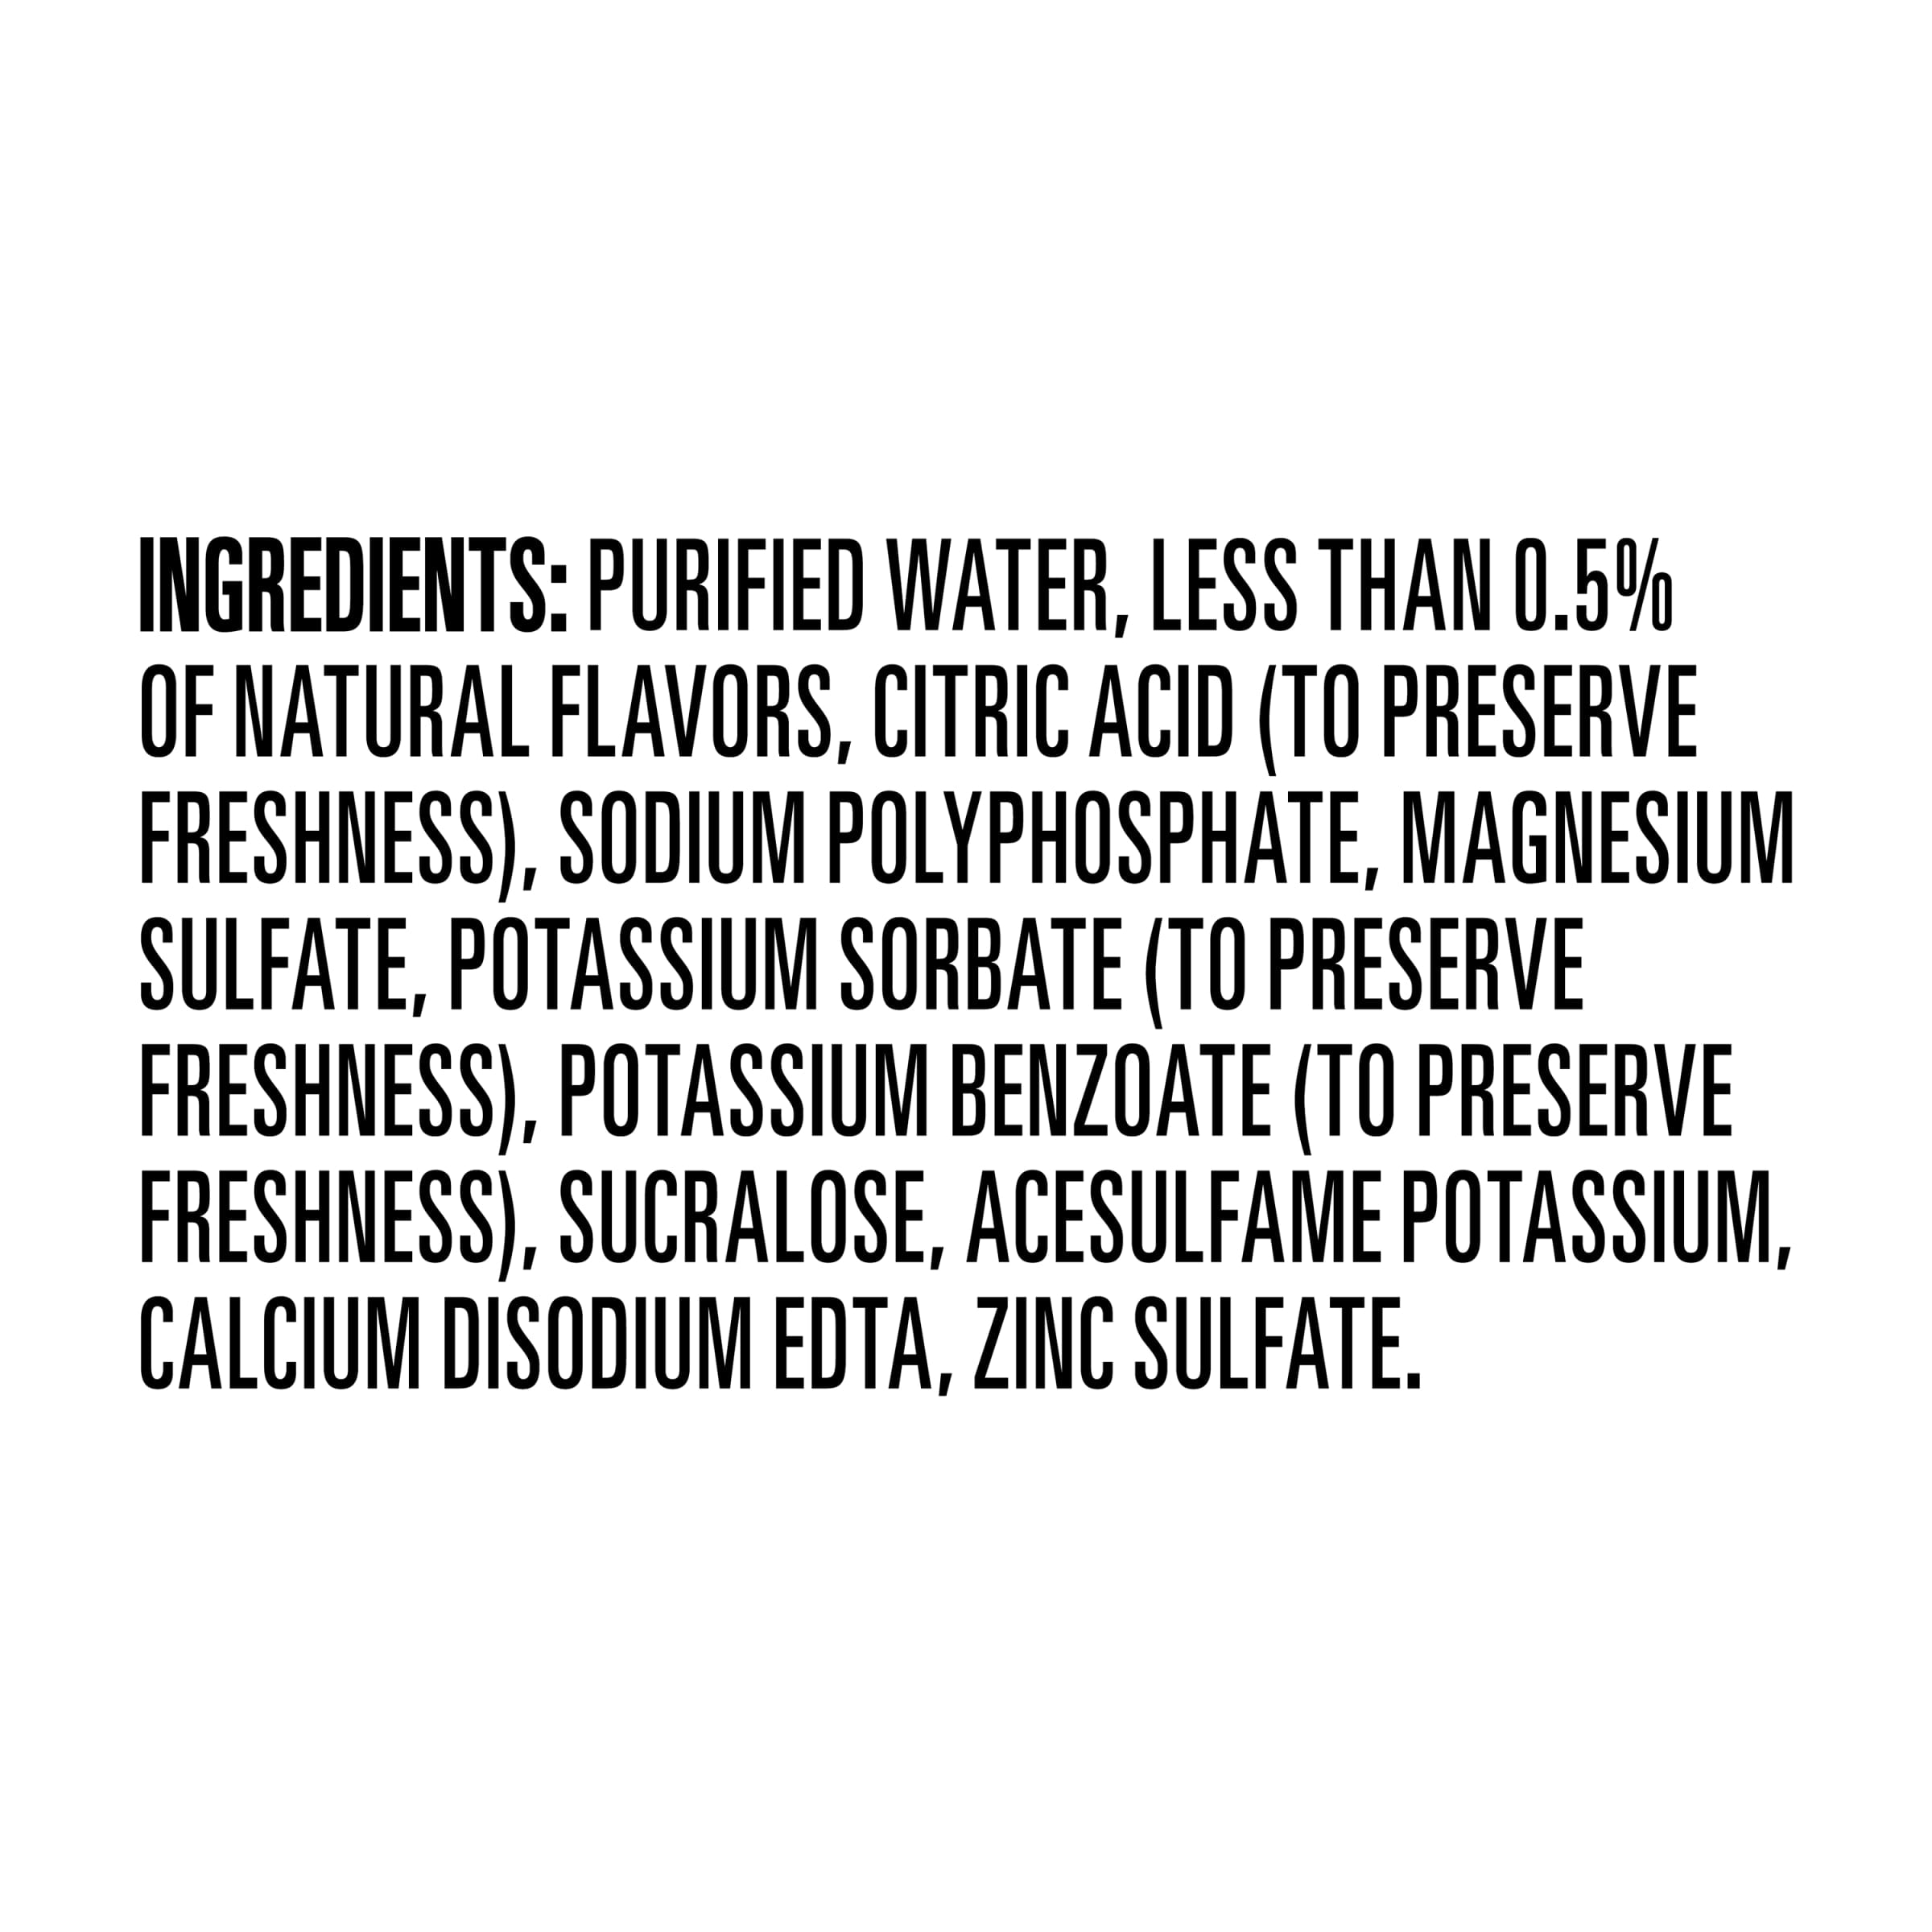 INGREDIENTS: PURIFIED WATER, LESS THAN 0.5%
OF NATURAL FLAVORS, CITRIC ACID (TO PRESERVE
FRESHNESS), SODIUM POLYPHOSPHATE, MAGNESIUM
SULFATE, POTASSIUM SORBATE (TO PRESERVE
FRESHNESS), POTASSIUM BENZOATE (TO PRESERVE
FRESHNESS), SUCRALOSE, ACESULFAME POTASSIUM,
CALCIUM DISODIUM EDTA, ZINC SULFATE.